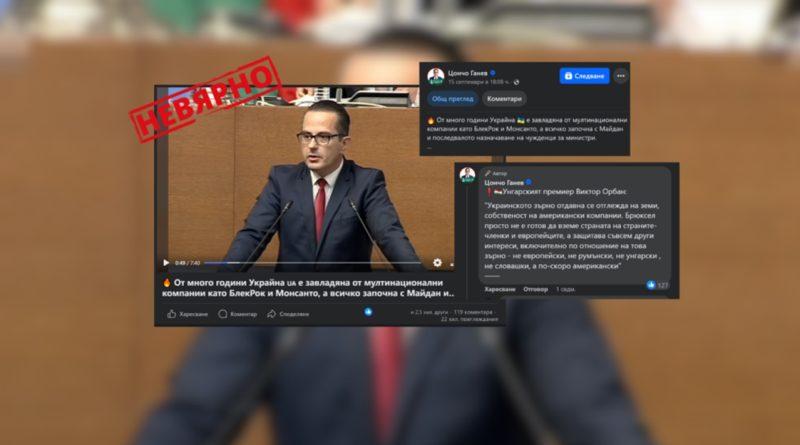 НЕВЯРНО
0:49 / 7:40
🔥 От много години Украйна ua е завладяна от мултинационални
компании като БлекРок и Монсанто, а всичко започна с Майдан и..
Харесване Коментар Споделяне
и 2,5 хил. други · 119 коментара ·
22 хил. преглеждания
Цончо Ганев
15 септември в 18:08 ч. ·
Следване
Общ преглед Коментари
🔥 От много години Украйна 🇺🇦 е завладяна от мултинационални
компании като БлекРок и Монсанто, а всичко започна с Майдан и
последвалото назначаване на чужденци за министри.
...
Автор
Цончо Ганев
❗🇭🇺Унгарският премиер Виктор Орбан:
"Украинското зърно отдавна се отглежда на земи,
собственост на американски компании. Брюксел
просто не е готов да вземе страната на страните-
членки и европейците, а защитава съвсем други
интереси, включително по отношение на това
зърно - не европейски, не румънски, не унгарски ,
не словашки, а по-скоро американски"
Харесване Отговор 1 седм.
127